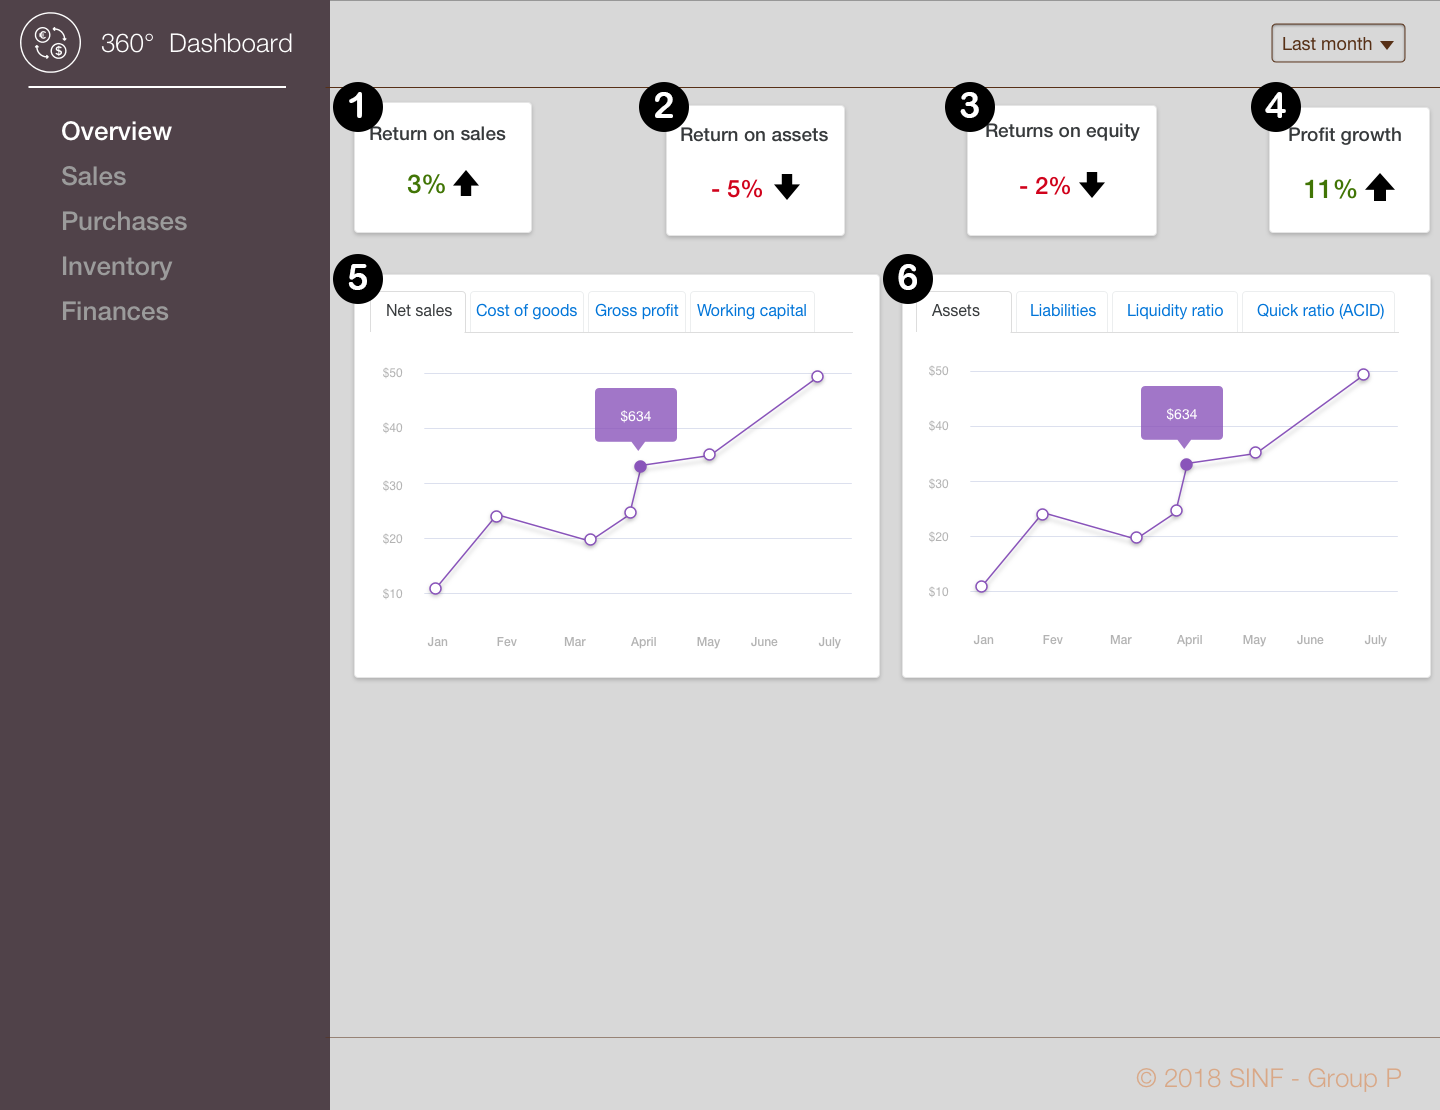 360° Dashboard
Last month
Overview
Sales
Purchases
Inventory
Finances
1
Return on sales
3%
2
Return on assets
- 5%
3
Returns on equity
- 2%
4
Profit growth
11%
5
Net sales Cost of goods Gross profit Working capital
$50
$40
$30
$20
$10
$634
Jan Fev Mar April May June July
6
Assets Liabilities Liquidity ratio Quick ratio (ACID)
$50
$40
$30
$20
$10
$634
Jan Fev Mar April May June July
© 2018 SINF - Group P